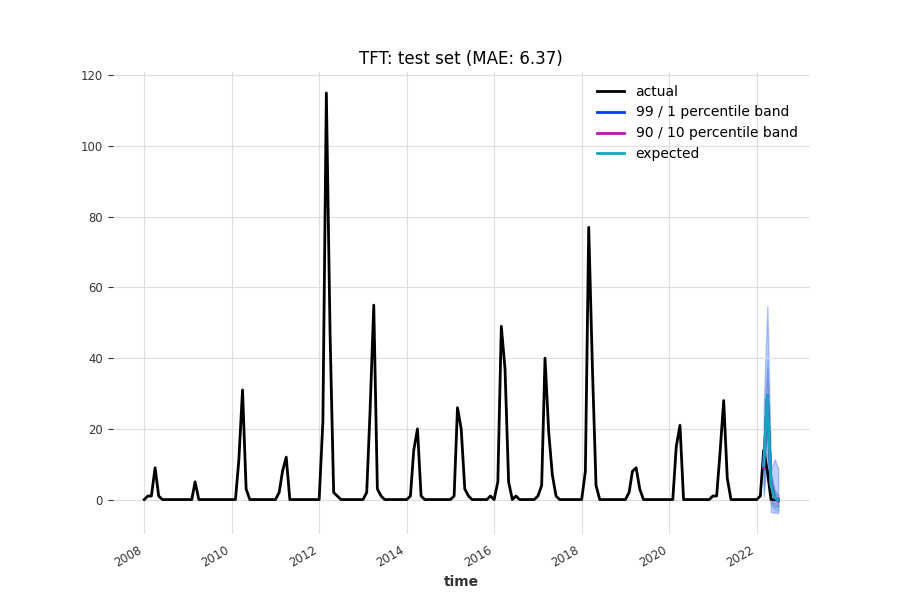 TFT: test set (MAE: 6.37)
120
100
80
60
40
20
0
actual
99 / 1 percentile band
90 / 10 percentile band
expected
2008
2010
2012
2014
2016
2018
2020
2022
time